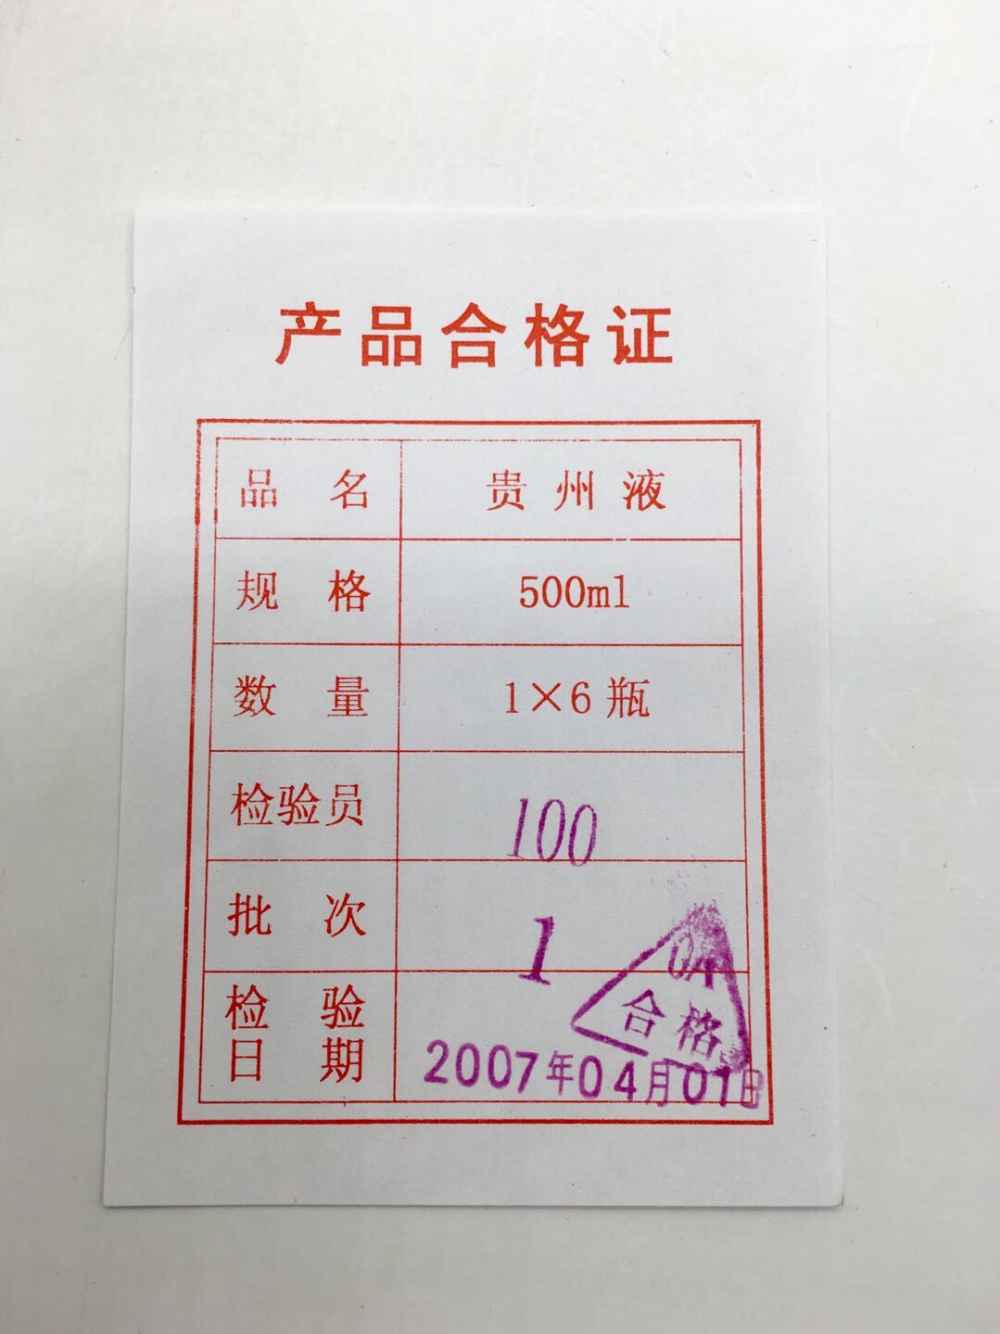 产品合格证
品名 贵州液
规格 500ml
数量 1×6瓶
检验员 100
批次 1
合格
检验日期 2007年04月01日